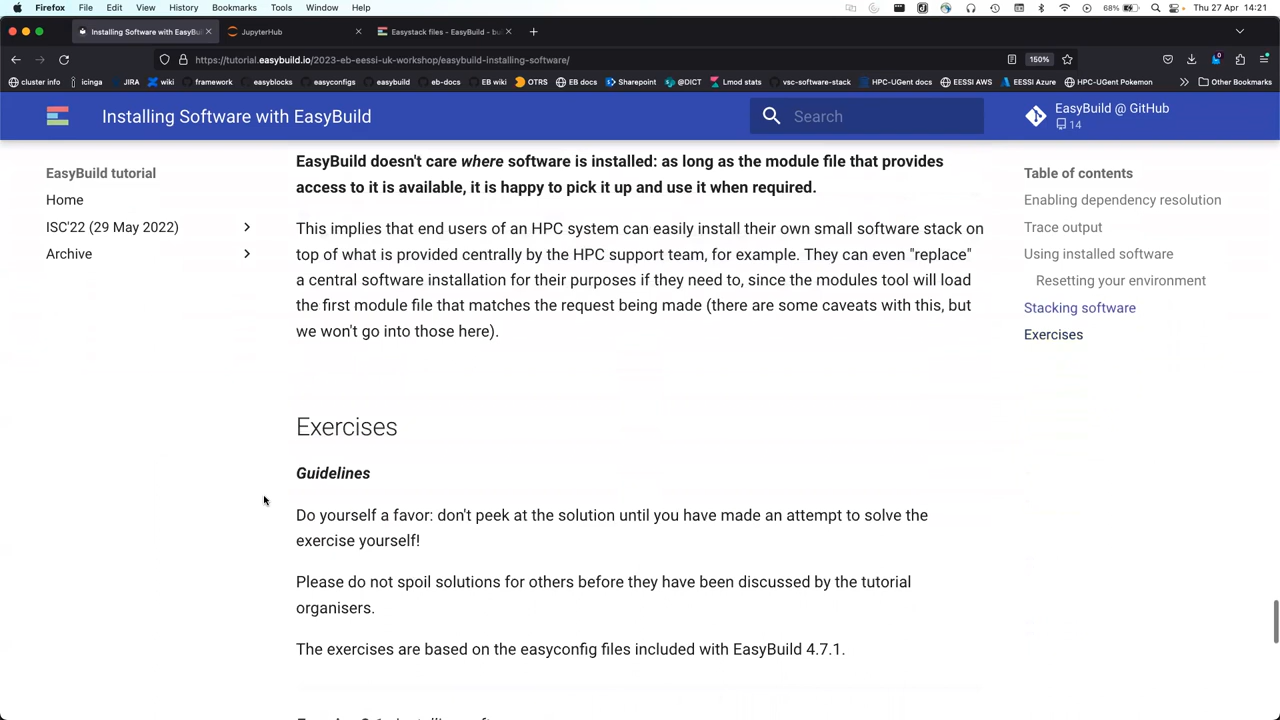 Firefox File Edit View History Bookmarks Tools Window Help 68% Thu 27 Apr 14:21
Installing Software with EasyBui JupyterHub Easystack files - EasyBuild - bu
https://tutorial.easybuild.io/2023-eb-eessi-uk-workshop/easybuild-installing-software/ 150%
cluster info icinga JIRA wiki framework easyblocks easyconfigs easybuild eb-docs EB wiki OTRS EB docs Sharepoint @DICT Lmod stats vsc-software-stack HPC-UGent docs EESSI AWS EESSI Azure HPC-UGent Pokemon Other Bookmarks
Installing Software with EasyBuild
Search
EasyBuild @ GitHub
14
EasyBuild tutorial
Home
ISC'22 (29 May 2022)
Archive
EasyBuild doesn't care where software is installed: as long as the module file that provides
access to it is available, it is happy to pick it up and use it when required.
This implies that end users of an HPC system can easily install their own small software stack on
top of what is provided centrally by the HPC support team, for example. They can even "replace"
a central software installation for their purposes if they need to, since the modules tool will load
the first module file that matches the request being made (there are some caveats with this, but
we won't go into those here).
Exercises
Guidelines
Do yourself a favor: don't peek at the solution until you have made an attempt to solve the
exercise yourself!
Please do not spoil solutions for others before they have been discussed by the tutorial
organisers.
The exercises are based on the easyconfig files included with EasyBuild 4.7.1.
Table of contents
Enabling dependency resolution
Trace output
Using installed software
Resetting your environment
Stacking software
Exercises